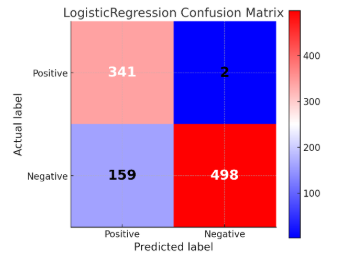 LogisticRegression Confusion Matrix
Positive
341
2
Negative
159
498
Positive
Negative
Actual label
Predicted label
400
300
200
100